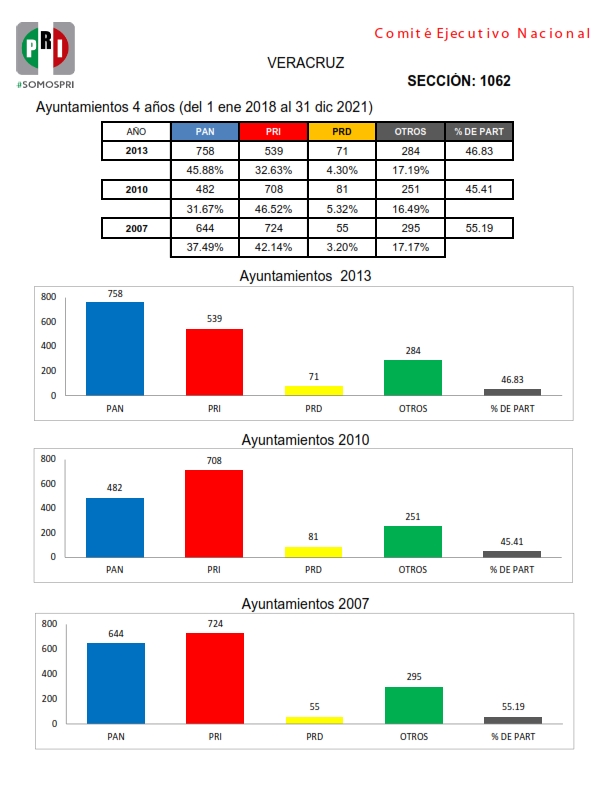 PRI
#SOMOSPRI
Comité Ejecutivo Nacional
VERACRUZ
SECCIÓN: 1062
Ayuntamientos 4 años (del 1 ene 2018 al 31 dic 2021)
AÑO PAN PRI PRD OTROS % DE PART
2013 758 539 71 284 46.83
45.88% 32.63% 4.30% 17.19%
2010 482 708 81 251 45.41
31.67% 46.52% 5.32% 16.49%
2007 644 724 55 295 55.19
37.49% 42.14% 3.20% 17.17%
Ayuntamientos 2013
800 758
600 539
400 284
200 71 46.83
0
PAN PRI PRD OTROS % DE PART
Ayuntamientos 2010
800 708
600 482
400 251
200 81 45.41
0
PAN PRI PRD OTROS % DE PART
Ayuntamientos 2007
800 724
600 644
400 295
200 55 55.19
0
PAN PRI PRD OTROS % DE PART